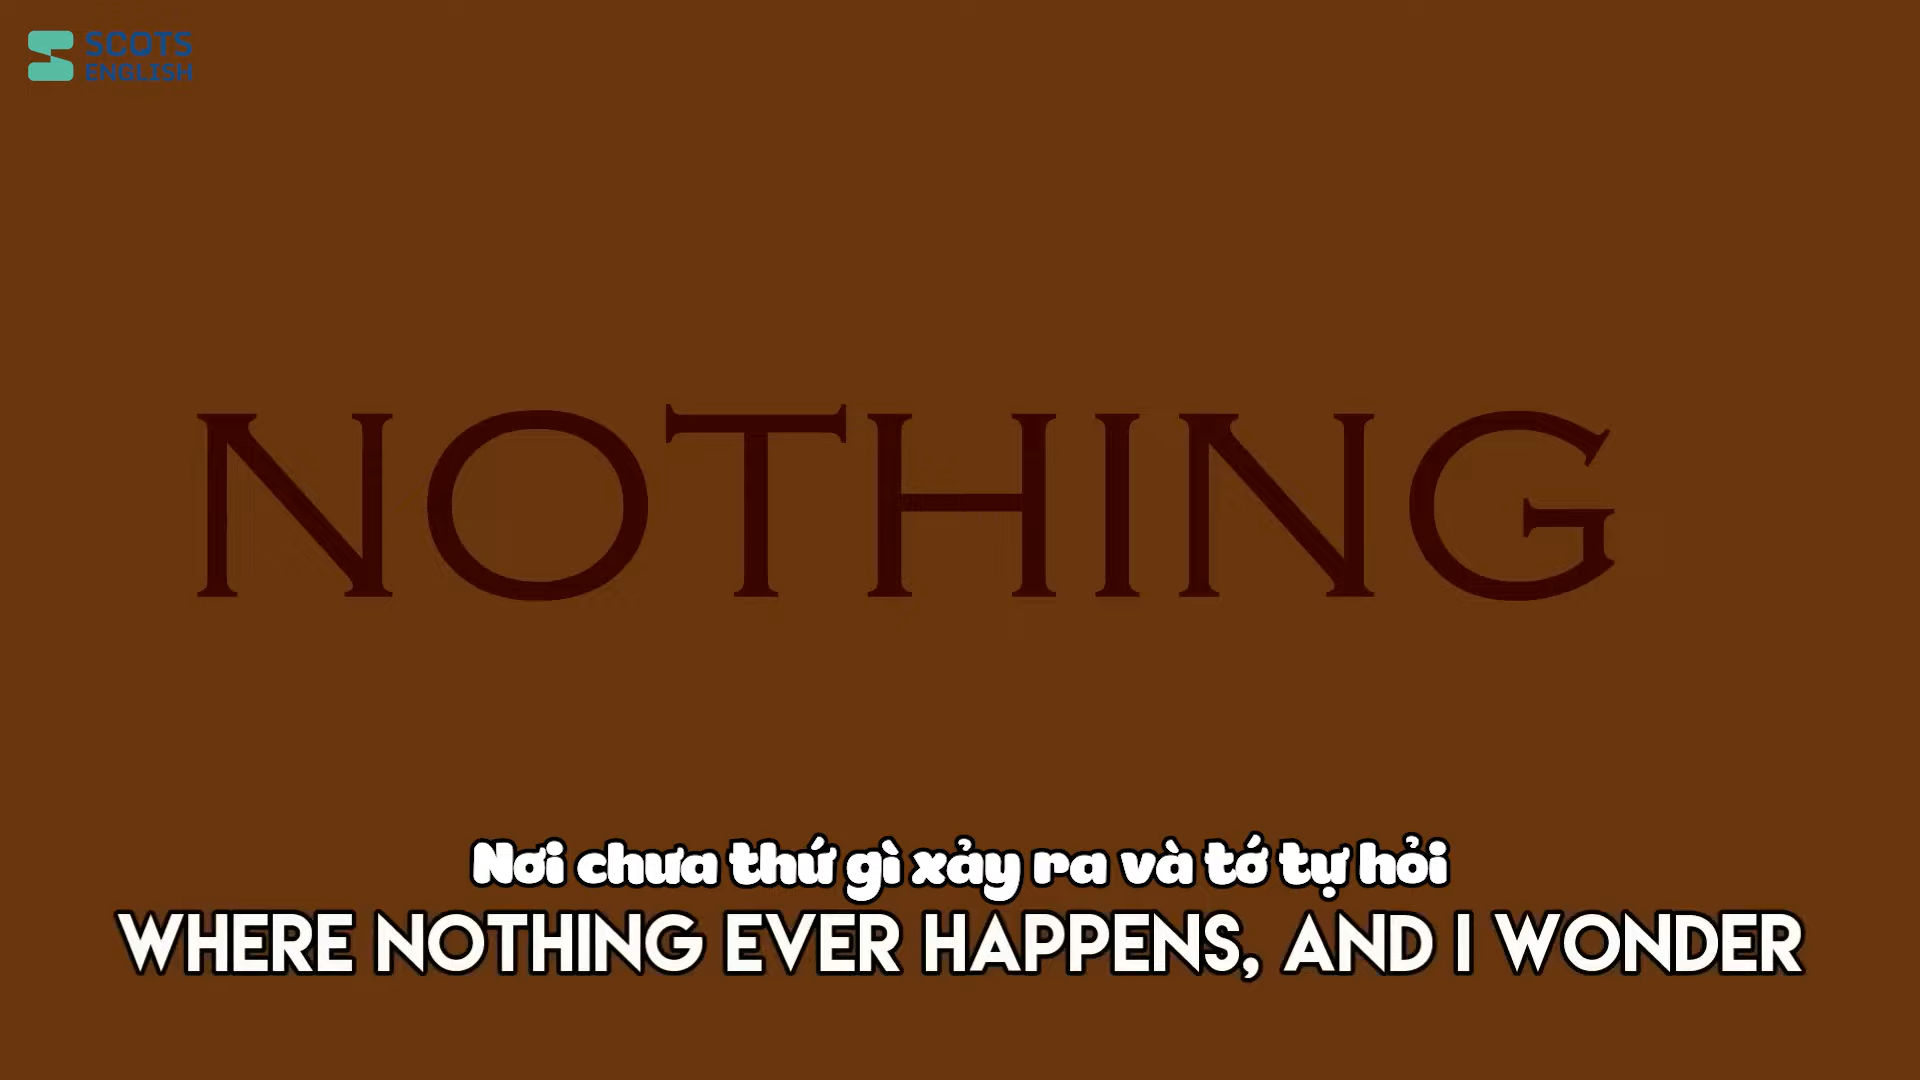 SCOTS
ENGLISH
NOTHING
Nơi chưa thứ gì xảy ra và tớ tự hỏi
WHERE NOTHING EVER HAPPENS, AND I WONDER